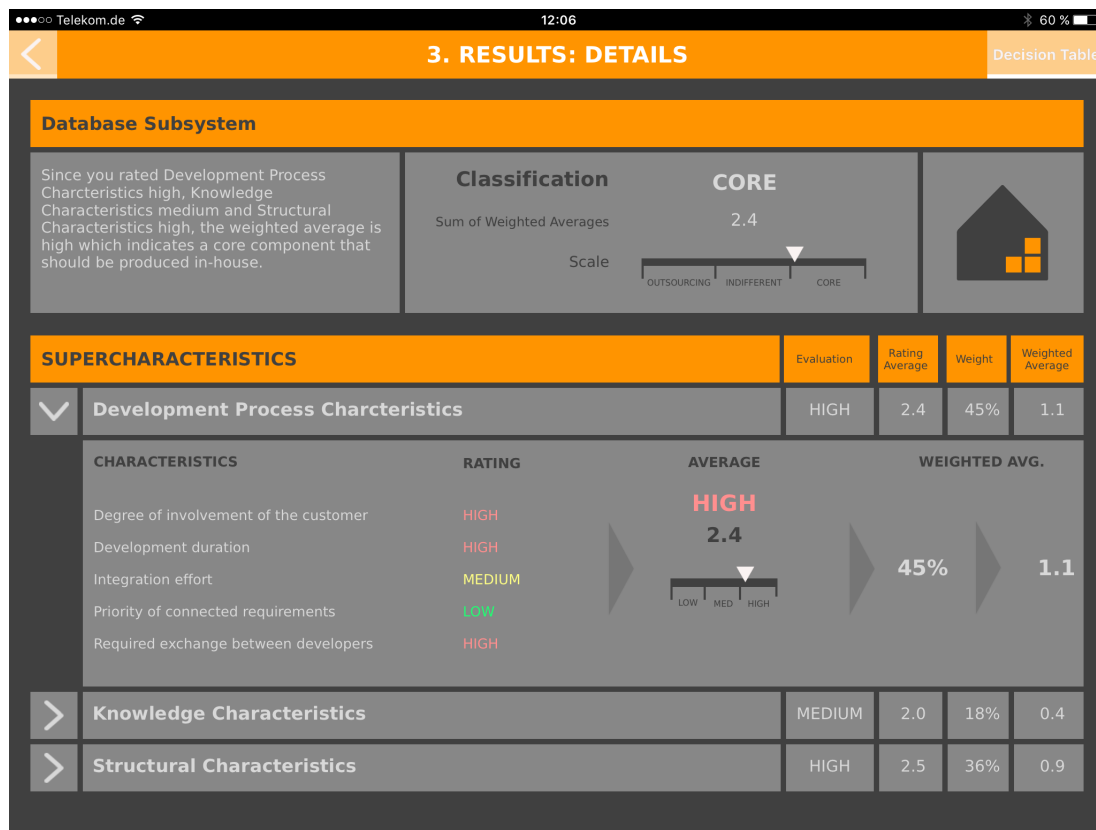 Telekom.de 12:06 60 %
3. RESULTS: DETAILS
Decision Table
Database Subsystem
Since you rated Development Process
Charcteristics high, Knowledge
Characteristics medium and Structural
Characteristics high, the weighted average is
high which indicates a core component that
should be produced in-house.
Classification CORE
Sum of Weighted Averages 2.4
Scale
OUTSOURCING INDIFFERENT CORE
SUPERCHARACTERISTICS Evaluation Rating Average Weight Weighted Average
Development Process Charcteristics HIGH 2.4 45% 1.1
CHARACTERISTICS RATING AVERAGE WEIGHTED AVG.
HIGH
Degree of involvement of the customer HIGH
2.4
Development duration HIGH
45% 1.1
Integration effort MEDIUM
LOW MED HIGH
Priority of connected requirements LOW
Required exchange between developers HIGH
Knowledge Characteristics MEDIUM 2.0 18% 0.4
Structural Characteristics HIGH 2.5 36% 0.9